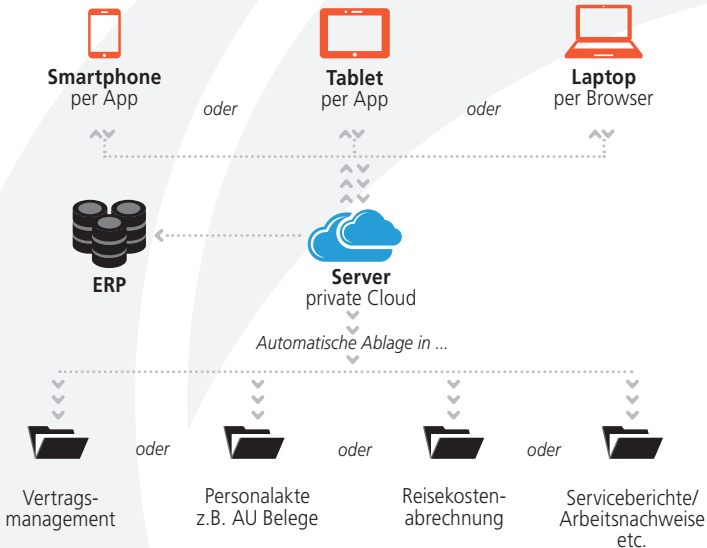 Smartphone
per App
oder
Tablet
per App
oder
Laptop
per Browser
ERP
Server
private Cloud
Automatische Ablage in ...
oder
oder
oder
Vertrags-
management
Personalakte
z.B. AU Belege
Reisekosten-
abrechnung
Serviceberichte/
Arbeitsnachweise
etc.